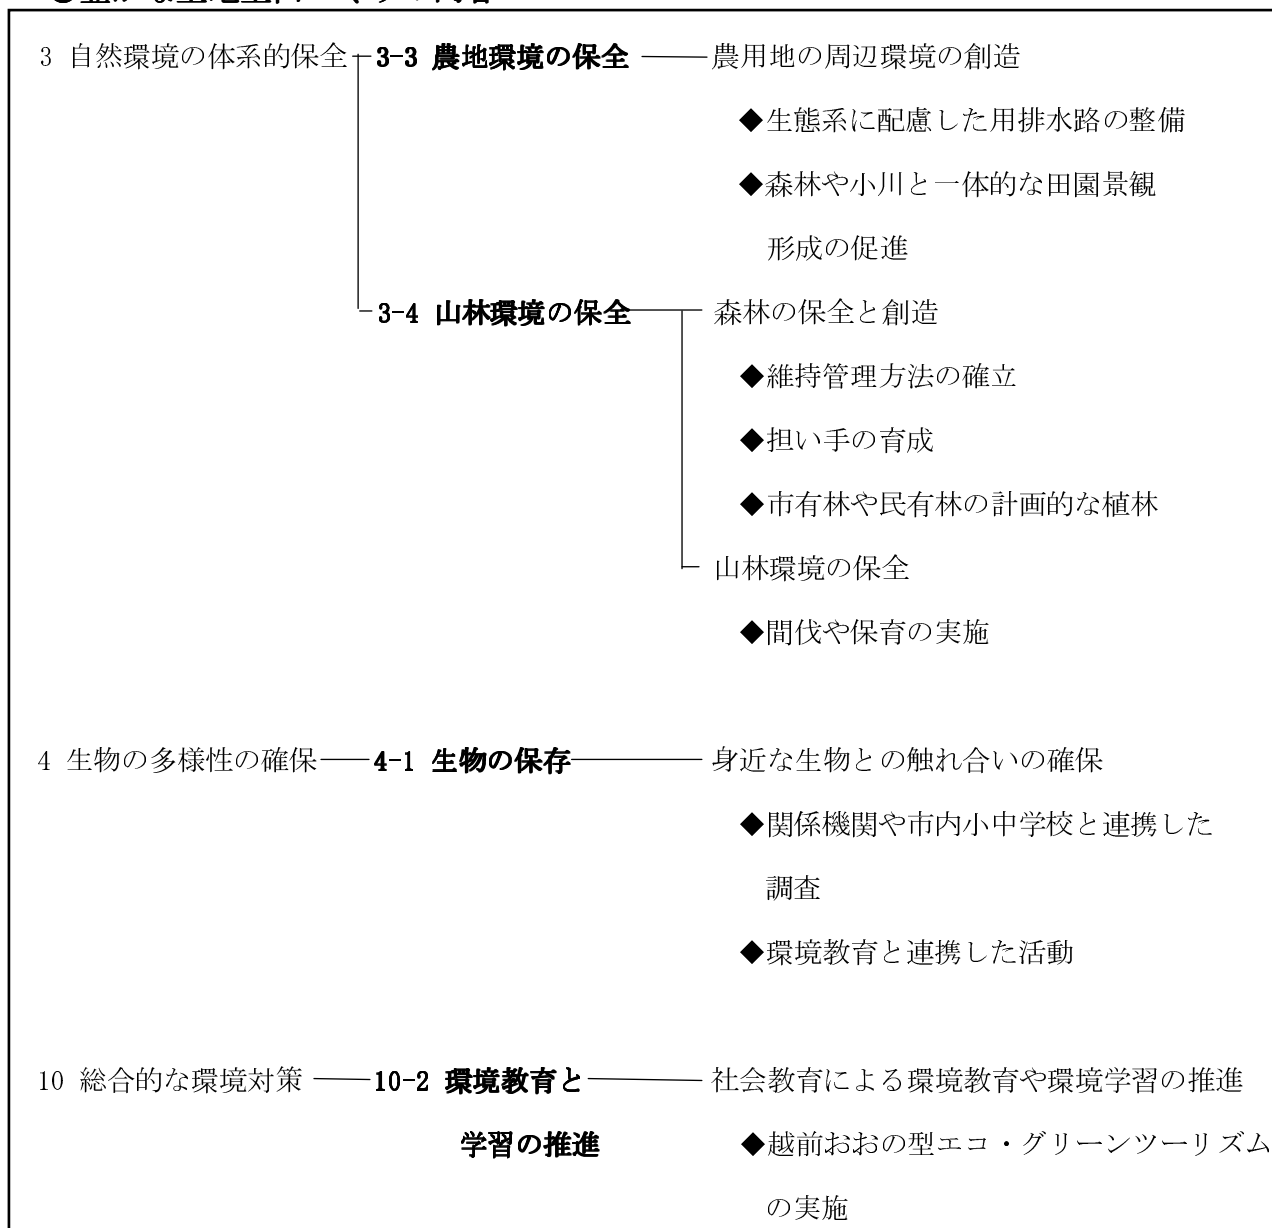 3 自然環境の体系的保全 3-3 農地環境の保全 農用地の周辺環境の創造
◆生態系に配慮した用排水路の整備
◆森林や小川と一体的な田園景観
形成の促進
3-4 山林環境の保全 森林の保全と創造
◆維持管理方法の確立
◆担い手の育成
◆市有林や民有林の計画的な植林
山林環境の保全
◆間伐や保育の実施
4 生物の多様性の確保 4-1 生物の保存 身近な生物との触れ合いの確保
◆関係機関や市内小中学校と連携した
調査
◆環境教育と連携した活動
10 総合的な環境対策 10-2 環境教育と 社会教育による環境教育や環境学習の推進
学習の推進 ◆越前おおの型エコ・グリーンツーリズム
の実施